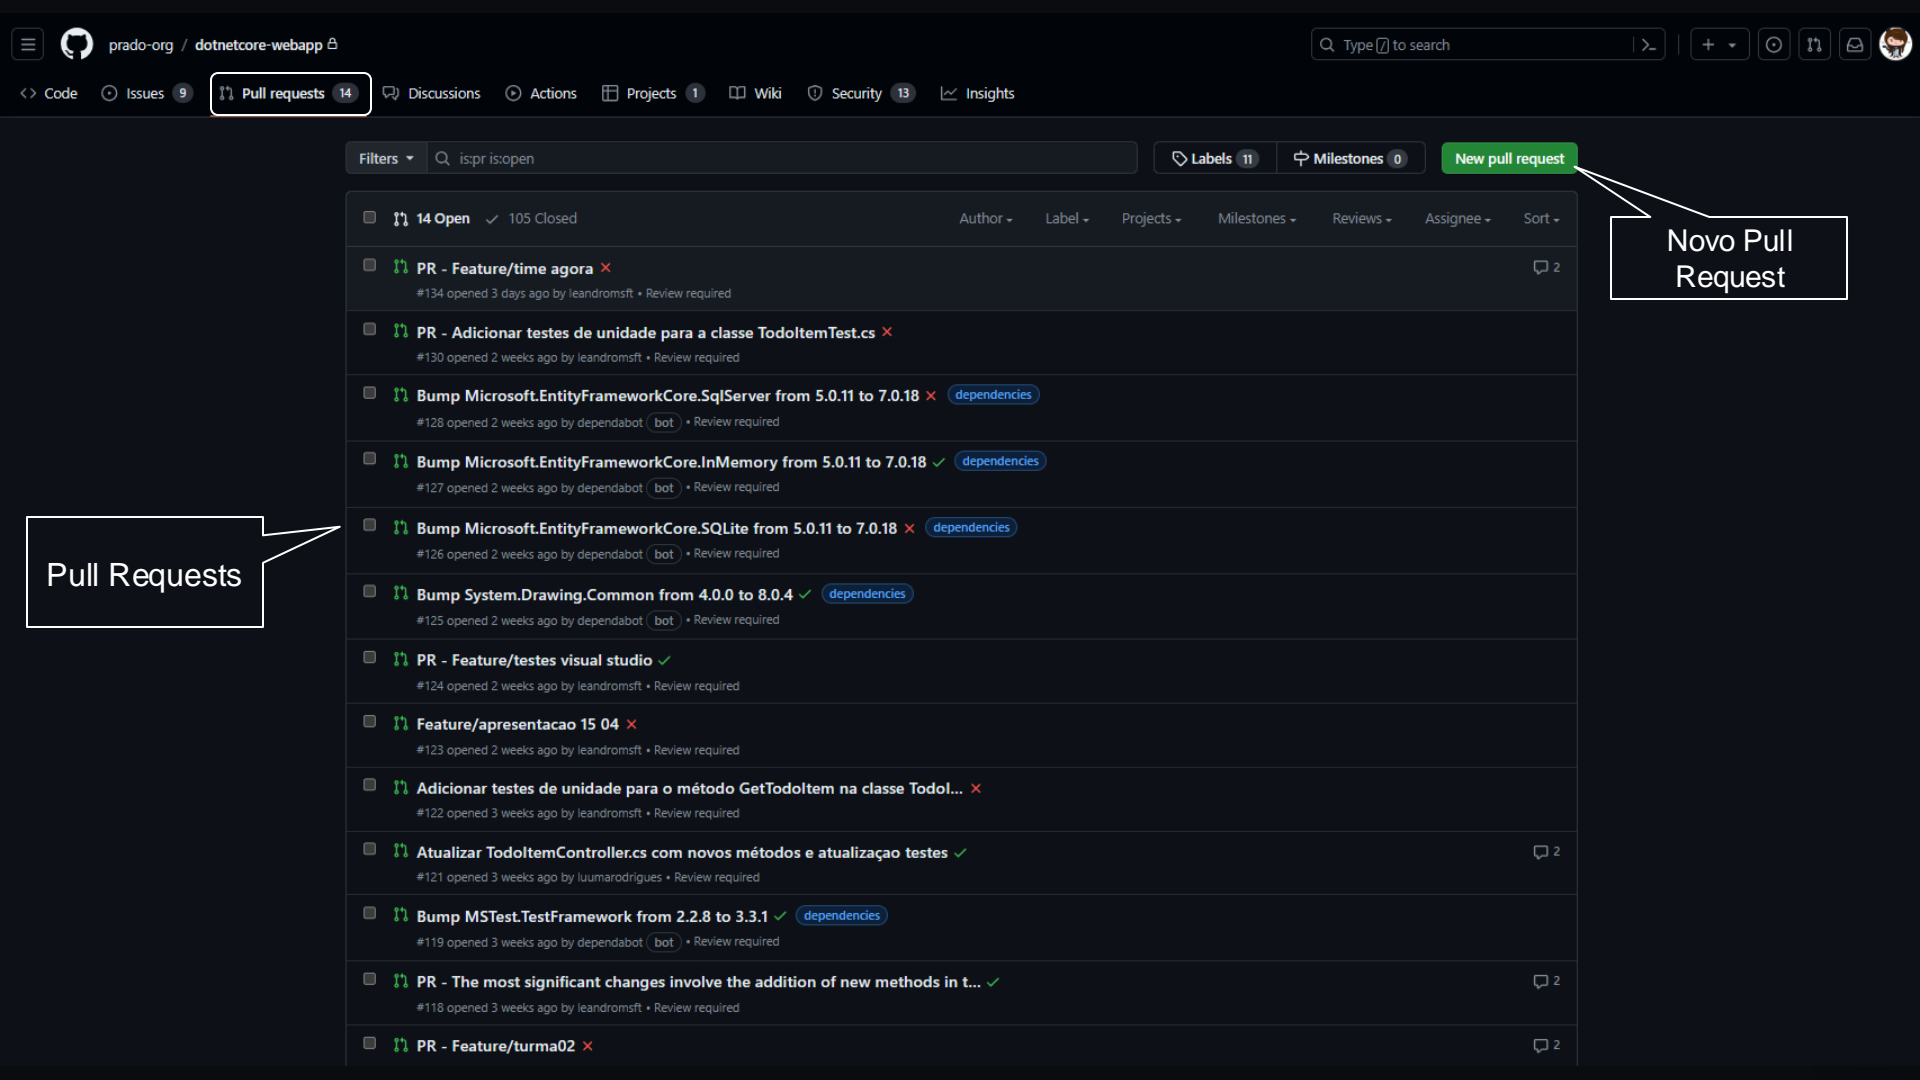 prado-org / dotnetcore-webapp
Type / to search
Code
Issues 9
Pull requests 14
Discussions
Actions
Projects 1
Wiki
Security 13
Insights
Filters
is:pr is:open
Labels 11
Milestones 0
New pull request
Novo Pull
Request
14 Open
105 Closed
Author
Label
Projects
Milestones
Reviews
Assignee
Sort
PR - Feature/time agora
2
#134 opened 3 days ago by leandromsft • Review required
PR - Adicionar testes de unidade para a classe TodoItemTest.cs
#130 opened 2 weeks ago by leandromsft • Review required
Bump Microsoft.EntityFrameworkCore.SqlServer from 5.0.11 to 7.0.18 dependencies
#128 opened 2 weeks ago by dependabot bot • Review required
Bump Microsoft.EntityFrameworkCore.InMemory from 5.0.11 to 7.0.18 dependencies
#127 opened 2 weeks ago by dependabot bot • Review required
Pull Requests
Bump Microsoft.EntityFrameworkCore.SQLite from 5.0.11 to 7.0.18 dependencies
#126 opened 2 weeks ago by dependabot bot • Review required
Bump System.Drawing.Common from 4.0.0 to 8.0.4 dependencies
#125 opened 2 weeks ago by dependabot bot • Review required
PR - Feature/testes visual studio
#124 opened 2 weeks ago by leandromsft • Review required
Feature/apresentacao 15 04
#123 opened 2 weeks ago by leandromsft • Review required
Adicionar testes de unidade para o método GetTodoItem na classe TodoI...
#122 opened 3 weeks ago by leandromsft • Review required
Atualizar TodoItemController.cs com novos métodos e atualizaçao testes
2
#121 opened 3 weeks ago by luumarodrigues • Review required
Bump MSTest.TestFramework from 2.2.8 to 3.3.1 dependencies
#119 opened 3 weeks ago by dependabot bot • Review required
PR - The most significant changes involve the addition of new methods in t...
2
#118 opened 3 weeks ago by leandromsft • Review required
PR - Feature/turma02
2